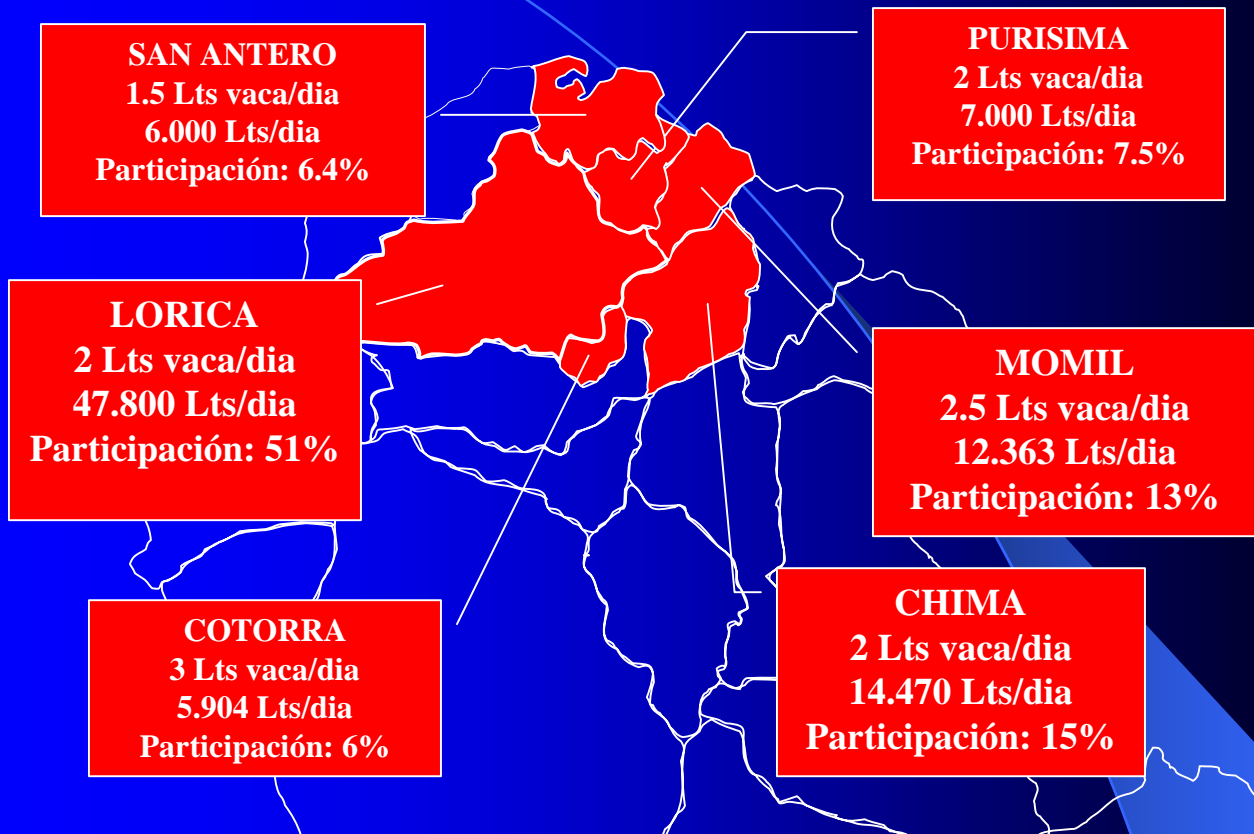 SAN ANTERO
1.5 Lts vaca/dia
6.000 Lts/dia
Participación: 6.4%
PURISIMA
2 Lts vaca/dia
7.000 Lts/dia
Participación: 7.5%
LORICA
2 Lts vaca/dia
47.800 Lts/dia
Participación: 51%
MOMIL
2.5 Lts vaca/dia
12.363 Lts/dia
Participación: 13%
COTORRA
3 Lts vaca/dia
5.904 Lts/dia
Participación: 6%
CHIMA
2 Lts vaca/dia
14.470 Lts/dia
Participación: 15%